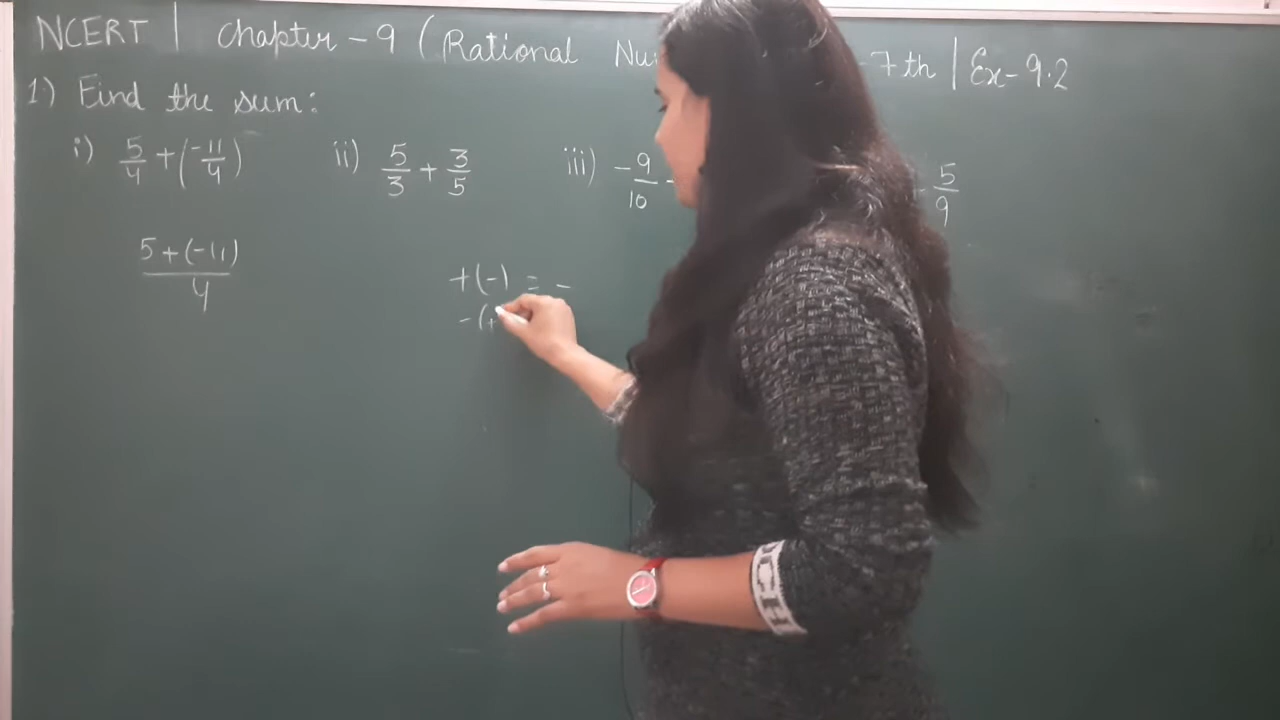 NCERT | Chapter - 9 (Rational - 7th | Ex - 9.2
1) Find the sum:
i) 5/4 + (-11/4) ii) 5/3 + 3/5 iii) -9/10 5/9
5+(-11)/4
+(-) = -
-(+